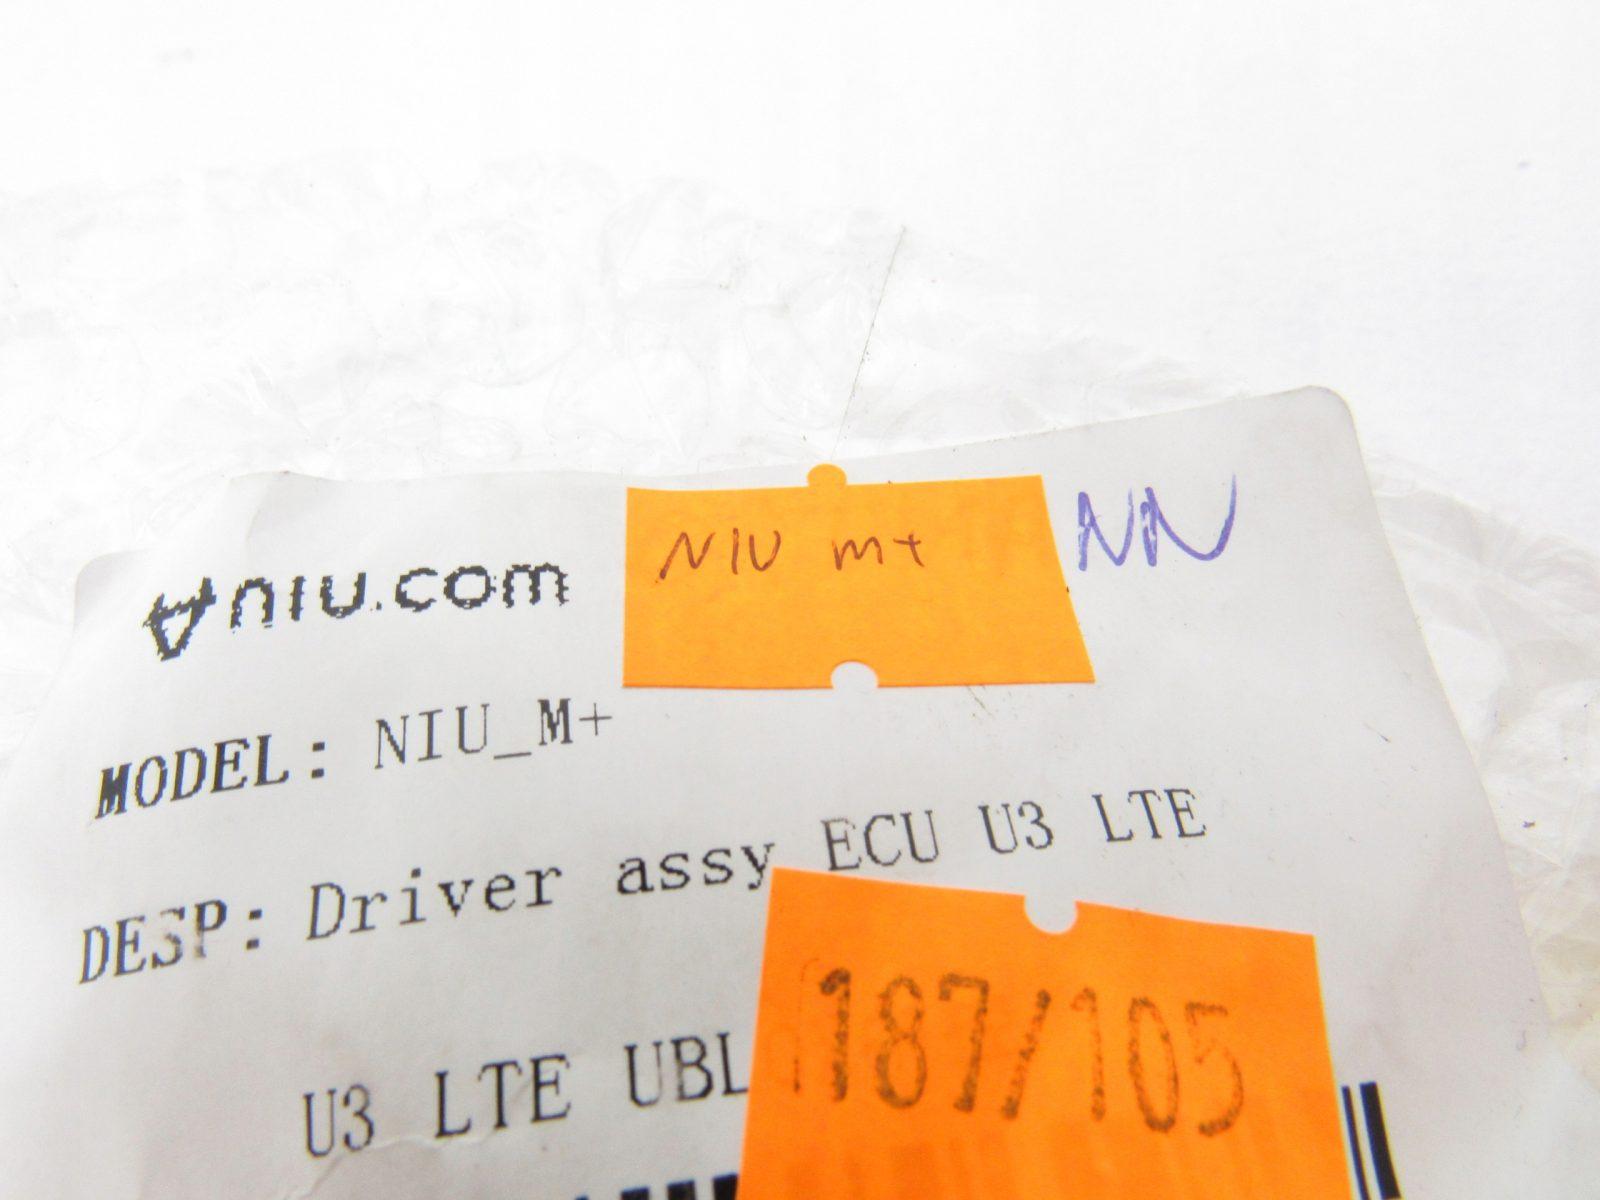 niu.com
NIU m+
NN
MODEL: NIU_M+
DESP: Driver assy ECU U3 LTE
187/105
U3 LTE UBL